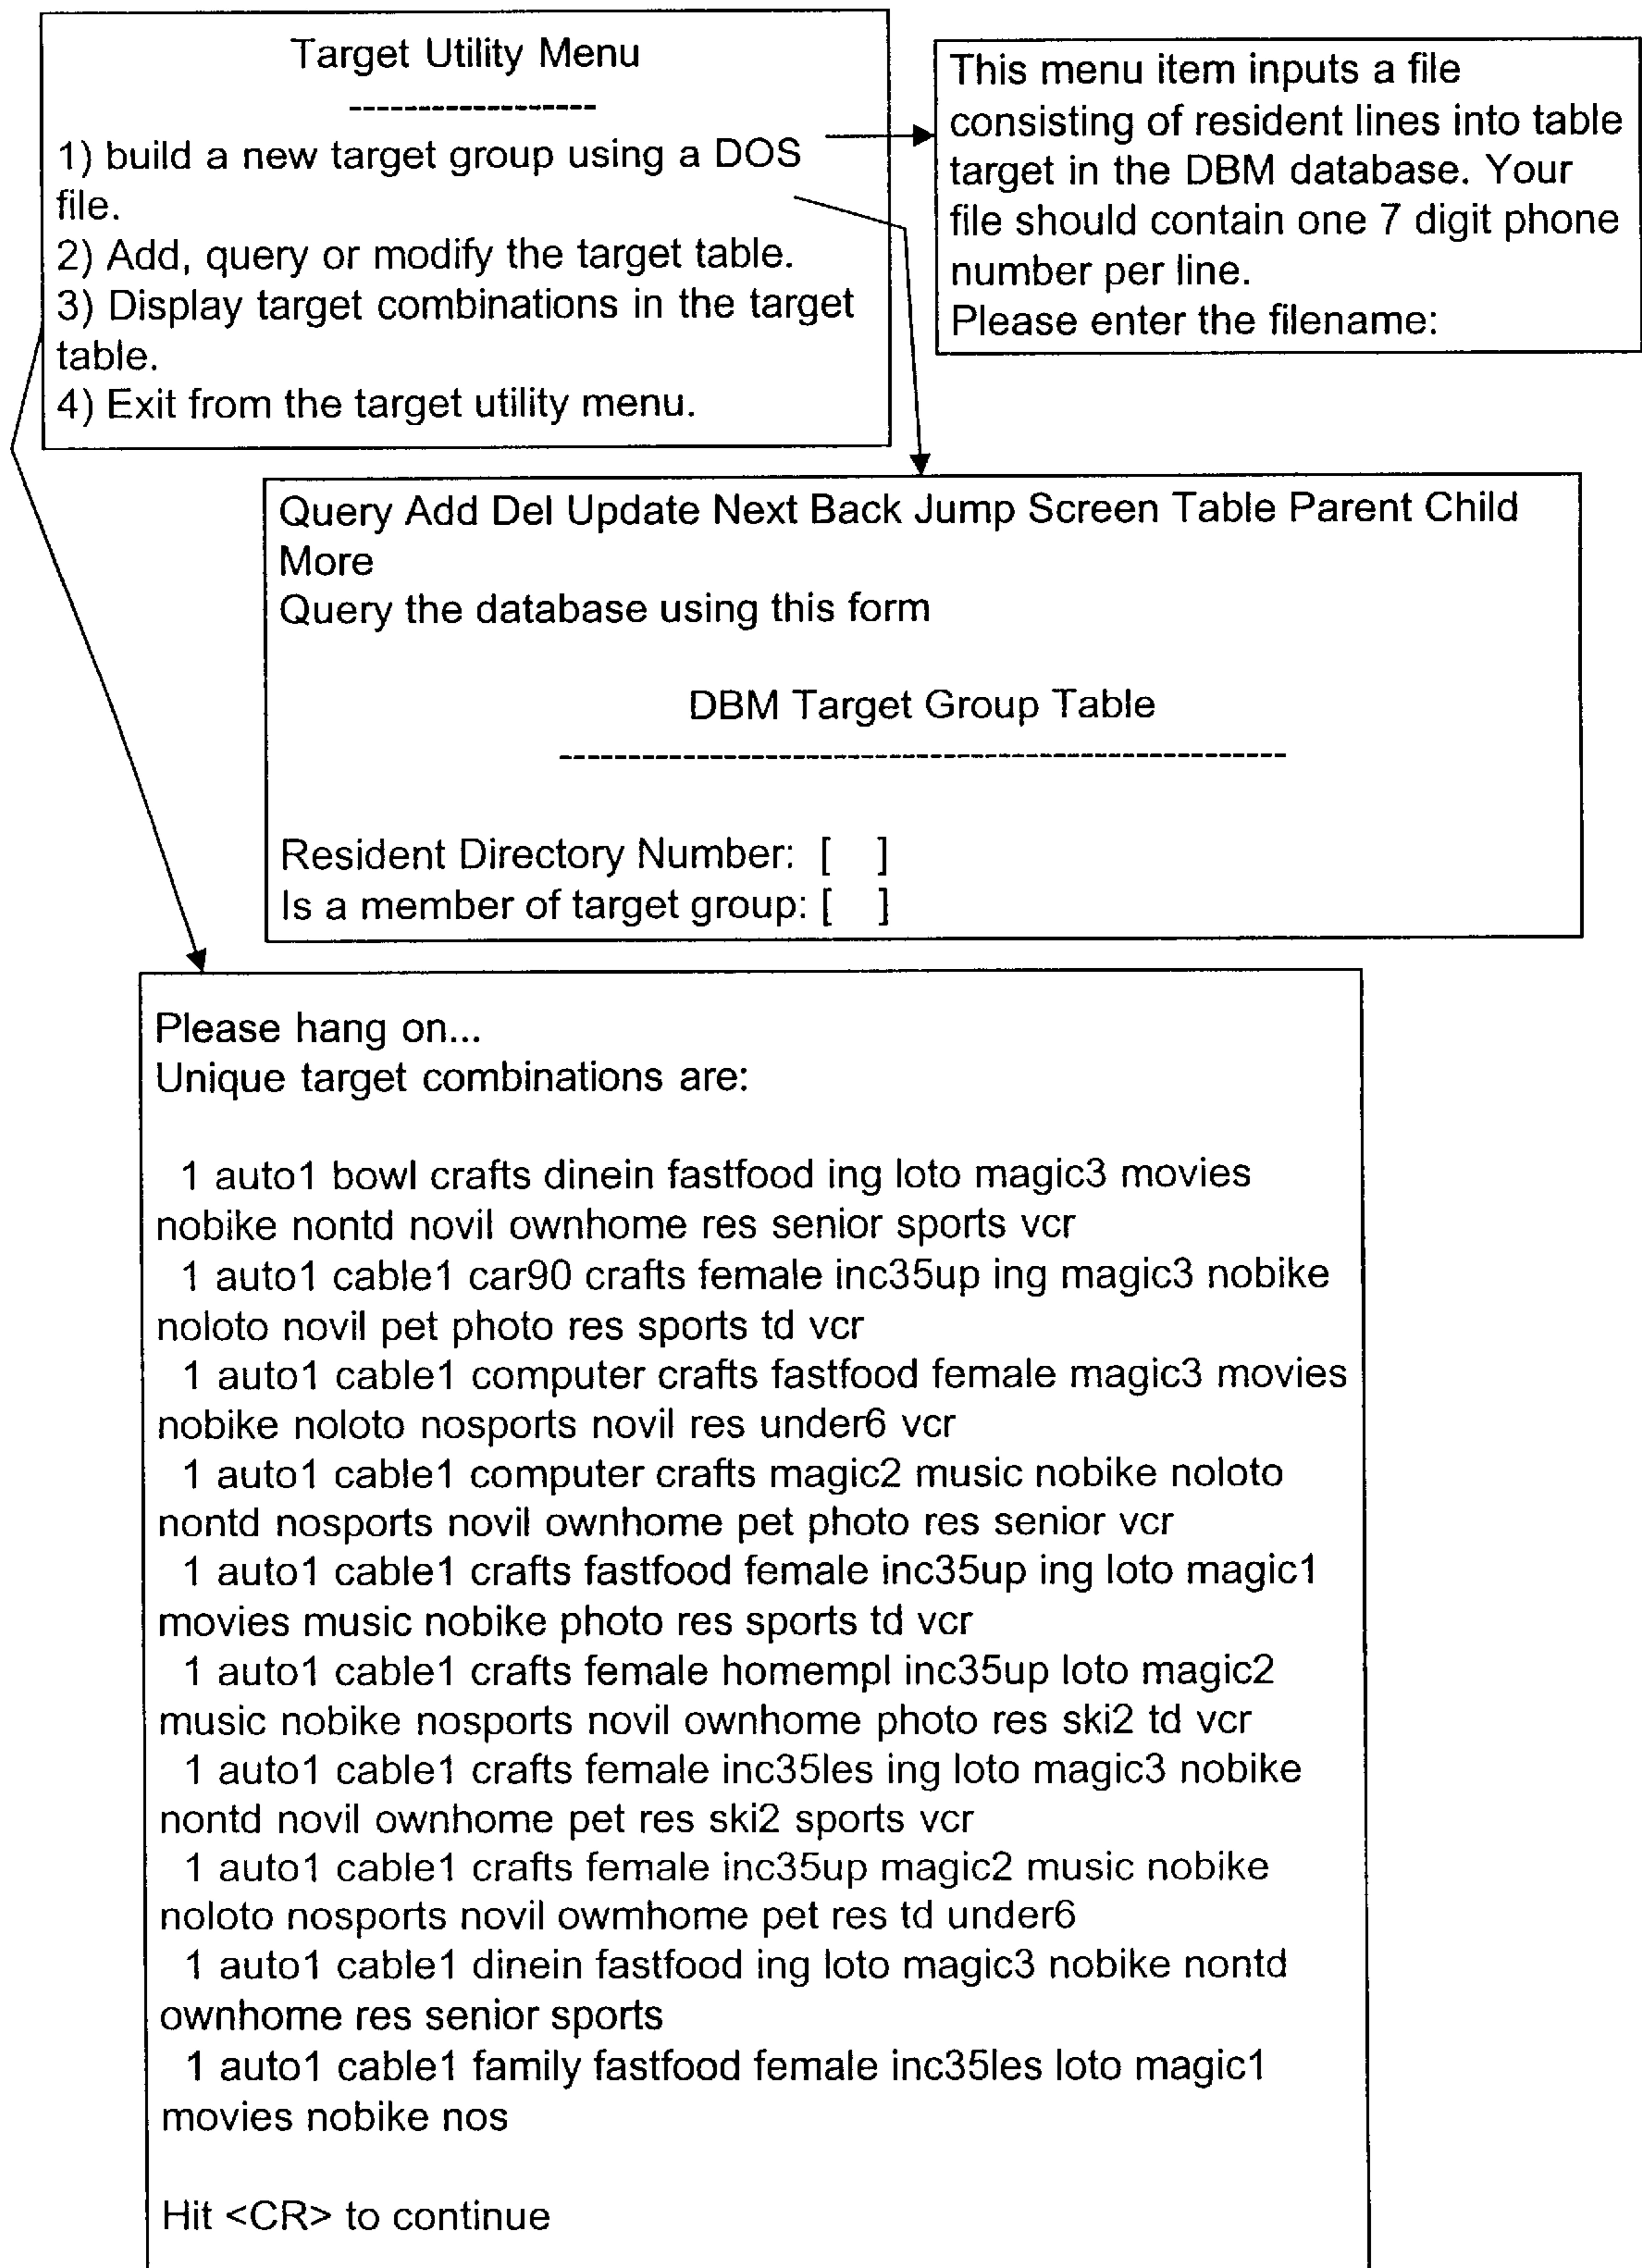 Target Utility Menu
------------------
1) build a new target group using a DOS
file.
2) Add, query or modify the target table.
3) Display target combinations in the target
table.
4) Exit from the target utility menu.
This menu item inputs a file
consisting of resident lines into table
target in the DBM database. Your
file should contain one 7 digit phone
number per line.
Please enter the filename:
Query Add Del Update Next Back Jump Screen Table Parent Child
More
Query the database using this form
DBM Target Group Table
-----------------------------------------------------
Resident Directory Number: [ ]
Is a member of target group: [ ]
Please hang on...
Unique target combinations are:
1 auto1 bowl crafts dinein fastfood ing loto magic3 movies
nobike nontd novil ownhome res senior sports vcr
1 auto1 cable1 car90 crafts female inc35up ing magic3 nobike
noloto novil pet photo res sports td vcr
1 auto1 cable1 computer crafts fastfood female magic3 movies
nobike noloto nosports novil res under6 vcr
1 auto1 cable1 computer crafts magic2 music nobike noloto
nontd nosports novil ownhome pet photo res senior vcr
1 auto1 cable1 crafts fastfood female inc35up ing loto magic1
movies music nobike photo res sports td vcr
1 auto1 cable1 crafts female homempl inc35up loto magic2
music nobike nosports novil ownhome photo res ski2 td vcr
1 auto1 cable1 crafts female inc35les ing loto magic3 nobike
nontd novil ownhome pet res ski2 sports vcr
1 auto1 cable1 crafts female inc35up magic2 music nobike
noloto nosports novil owmhome pet res td under6
1 auto1 cable1 dinein fastfood ing loto magic3 nobike nontd
ownhome res senior sports
1 auto1 cable1 family fastfood female inc35les loto magic1
movies nobike nos
Hit <CR> to continue